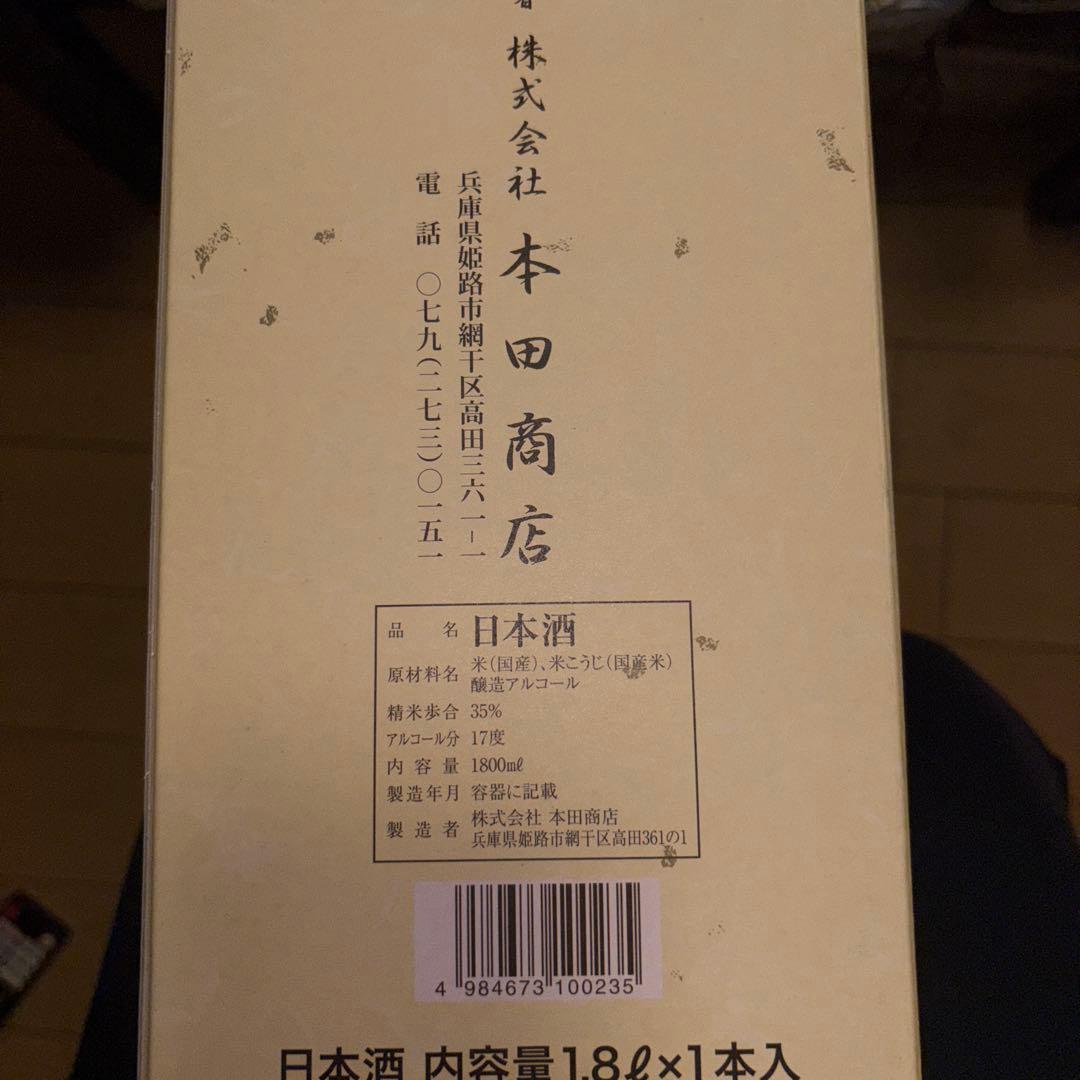 者 株式会社 本田商店
兵庫県姫路市網干区高田三六一-一
電話 〇七九(二七三)〇一五一
品名 日本酒
原材料名 米(国産)、米こうじ(国産米)
醸造アルコール
精米歩合 35%
アルコール分 17度
内容量 1800㎖
製造年月 容器に記載
製造者 株式会社 本田商店
兵庫県姫路市網干区高田361の1
4 984673 100235
日本酒 内容量1.8ℓ×1本入